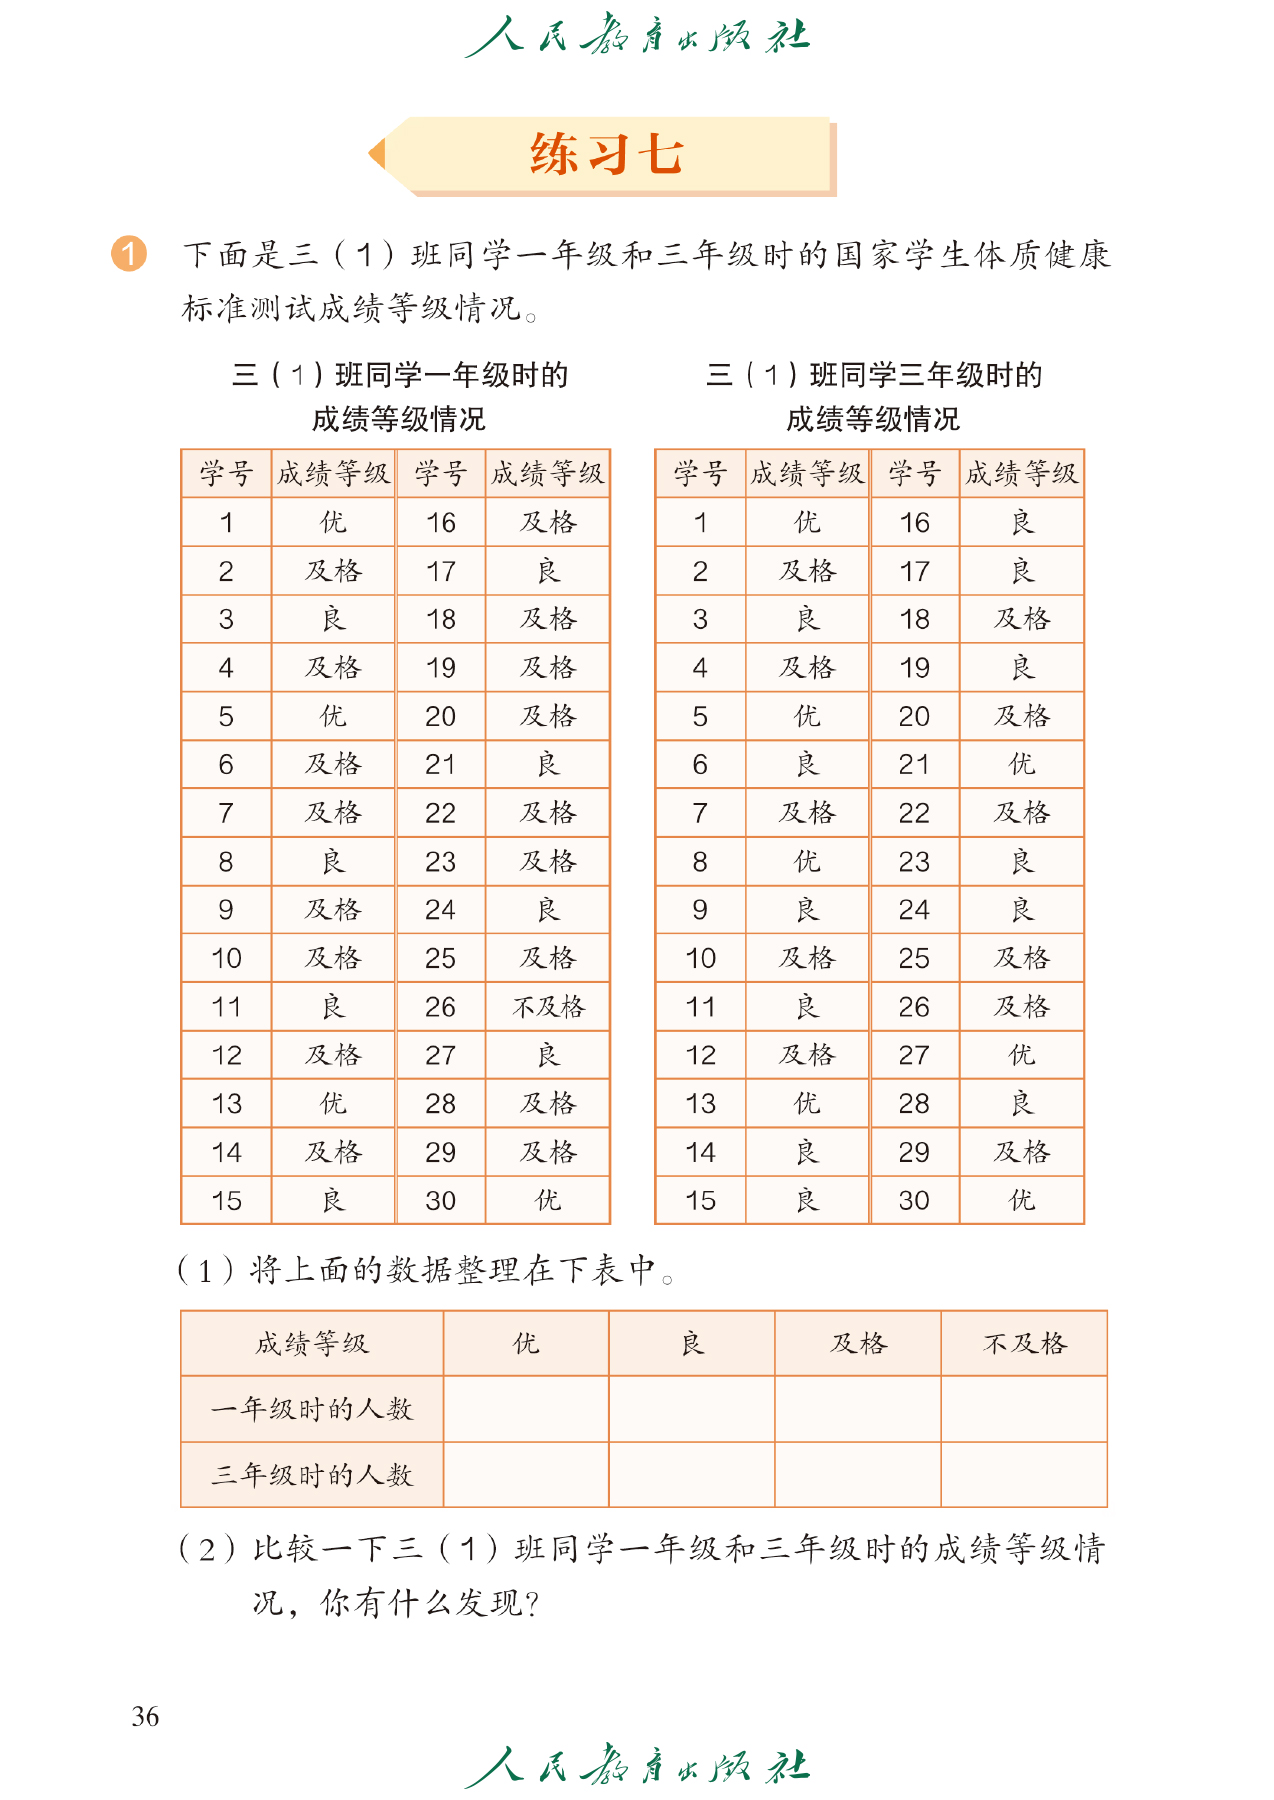 人民教育出版社
练习七
1 下面是三（1）班同学一年级和三年级时的国家学生体质健康
标准测试成绩等级情况。
三（1）班同学一年级时的
成绩等级情况
学号 成绩等级 学号 成绩等级
1 优 16 及格
2 及格 17 良
3 良 18 及格
4 及格 19 及格
5 优 20 及格
6 及格 21 良
7 及格 22 及格
8 良 23 及格
9 及格 24 良
10 及格 25 及格
11 良 26 不及格
12 及格 27 良
13 优 28 及格
14 及格 29 及格
15 良 30 优
三（1）班同学三年级时的
成绩等级情况
学号 成绩等级 学号 成绩等级
1 优 16 良
2 及格 17 良
3 良 18 及格
4 及格 19 良
5 优 20 及格
6 良 21 优
7 及格 22 及格
8 优 23 良
9 良 24 良
10 及格 25 及格
11 良 26 及格
12 及格 27 优
13 优 28 良
14 良 29 及格
15 良 30 优
（1）将上面的数据整理在下表中。
成绩等级 优 良 及格 不及格
一年级时的人数
三年级时的人数
（2）比较一下三（1）班同学一年级和三年级时的成绩等级情
况，你有什么发现？
36
人民教育出版社